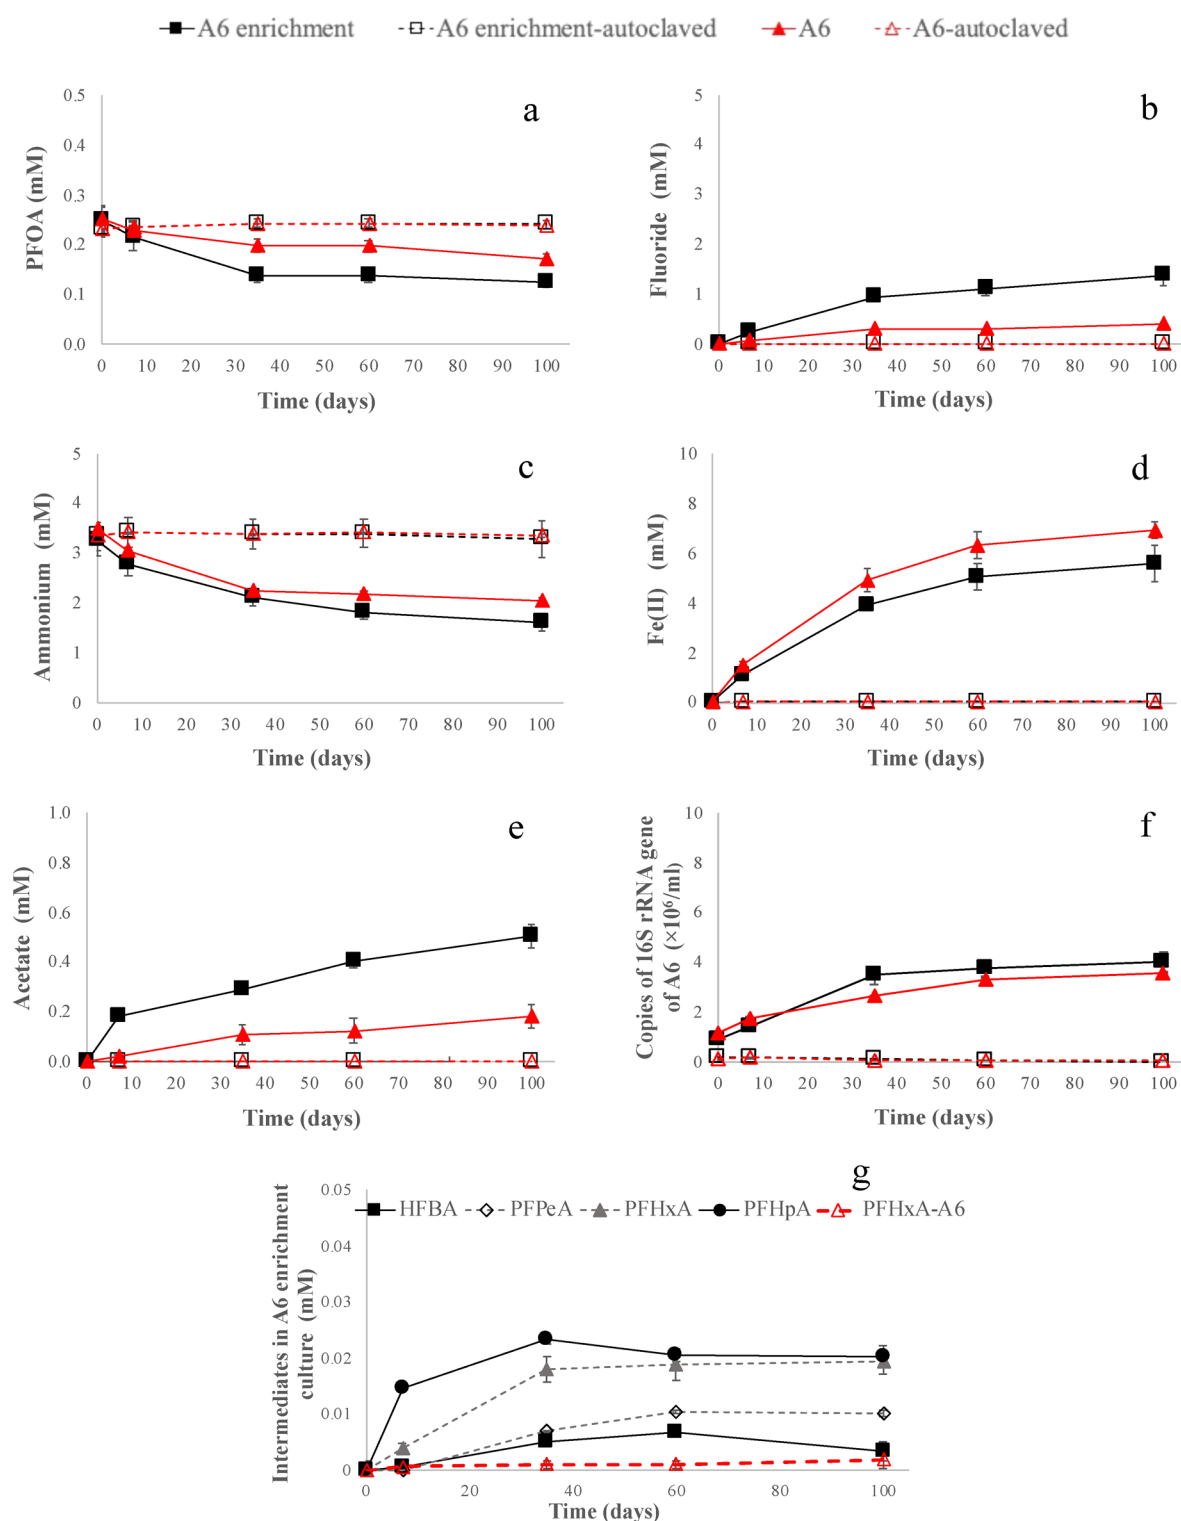 A6 enrichment A6 enrichment-autoclaved A6 A6-autoclaved
a
PFOA (mM)
0.5
0.4
0.3
0.2
0.1
0.0
0 10 20 30 40 50 60 70 80 90 100
Time (days)
b
Fluoride (mM)
5
4
3
2
1
0
0 10 20 30 40 50 60 70 80 90 100
Time (days)
c
Ammonium (mM)
5
4
3
2
1
0
0 10 20 30 40 50 60 70 80 90 100
Time (days)
d
Fe(II) (mM)
10
8
6
4
2
0
0 10 20 30 40 50 60 70 80 90 100
Time (days)
e
Acetate (mM)
1.0
0.8
0.6
0.4
0.2
0.0
0 10 20 30 40 50 60 70 80 90 100
Time (days)
f
Copies of 16S rRNA gene
of A6 (×10⁶/ml)
10
8
6
4
2
0
0 10 20 30 40 50 60 70 80 90 100
Time (days)
g
HFBA PFPeA PFHxA PFHpA PFHxA-A6
Intermediates in A6 enrichment
culture (mM)
0.05
0.04
0.03
0.02
0.01
0
0 20 40 60 80 100
Time (days)